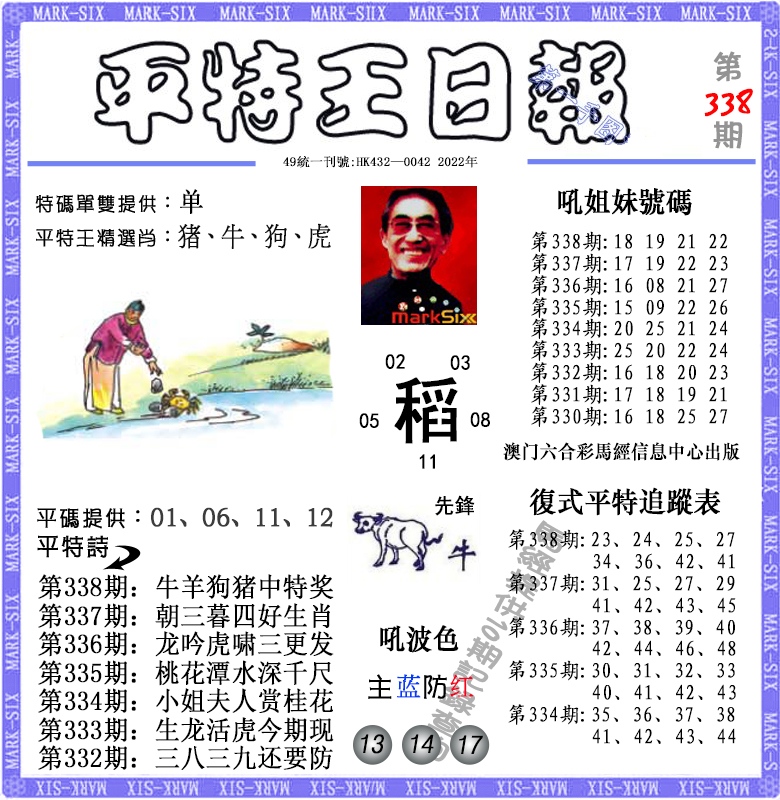 MARK-SIX MARK-SIX MARK-SIX MARK-SIX MARK-SIX MARK-SIX MARK-SIX MARK-SIX
平特王日報
第
338
期
49統一刊號:HK432—0042 2022年
特碼單雙提供：单
平特王精選肖：猪、牛、狗、虎
MarkSix
吼姐妹號碼
第338期: 18 19 21 22
第337期: 17 19 22 23
第336期: 16 08 21 27
第335期: 15 09 22 26
第334期: 20 25 21 24
第333期: 25 20 22 24
第332期: 16 18 20 23
第331期: 17 18 19 21
第330期: 16 18 25 27
澳门六合彩馬經信息中心出版
02 03
05 稻 08
11
平碼提供：01、06、11、12
平特詩
第338期：牛羊狗猪中特奖
第337期：朝三暮四好生肖
第336期：龙吟虎啸三更发
第335期：桃花潭水深千尺
第334期：小姐夫人赏桂花
第333期：生龙活虎今期现
第332期：三八三九还要防
先鋒
牛
吼波色
主蓝防红
13 14 17
復式平特追蹤表
第338期: 23、24、25、27
34、36、42、41
第337期: 31、25、27、29
41、42、43、45
第336期: 37、38、39、40
42、44、46、48
第335期: 30、31、32、33
40、41、42、43
第334期: 35、36、37、38
41、42、43、44